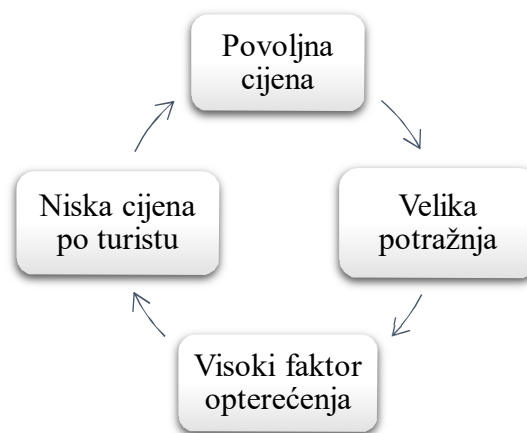 Povoljna
cijena
Velika
potražnja
Visoki faktor
opterećenja
Niska cijena
po turistu